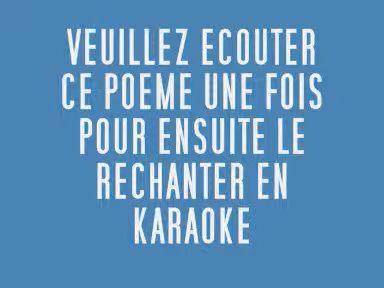 VEUILLEZ ECOUTER
CE POEME UNE FOIS
POUR ENSUITE LE
RECHANTER EN
KARAOKE